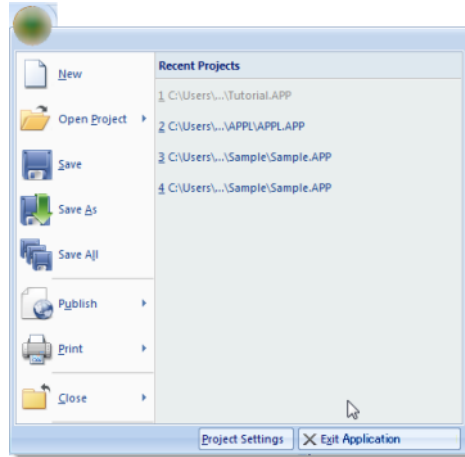 New
Open Project
Save
Save As
Save All
Publish
Print
Close
Recent Projects
1 C:\Users\...\Tutorial.APP
2 C:\Users\...\APPL\APPL.APP
3 C:\Users\...\Sample\Sample.APP
4 C:\Users\...\Sample\Sample.APP
Project Settings
Exit Application